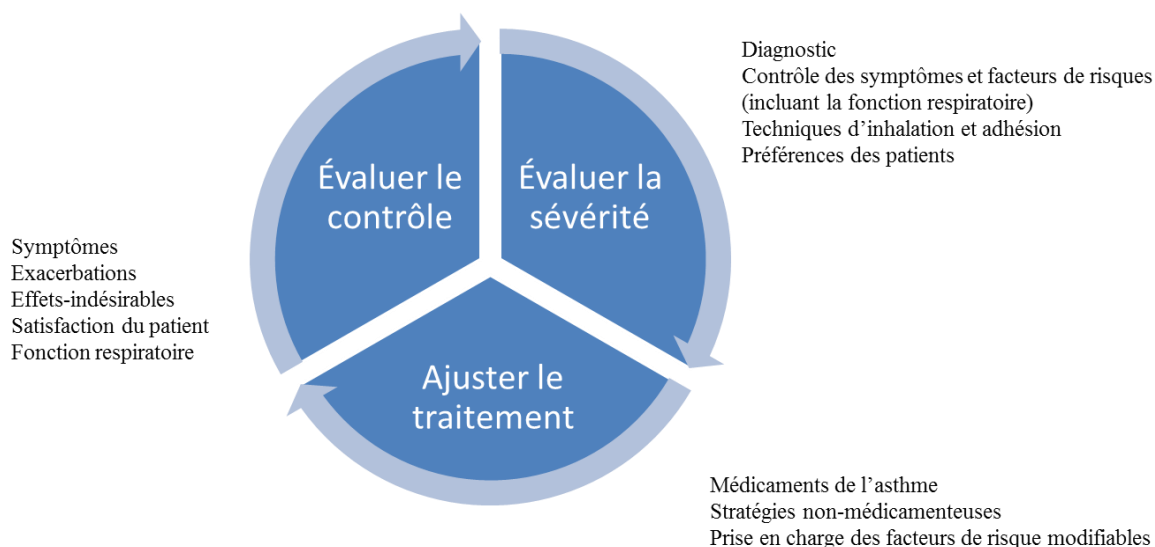 Diagnostic
Contrôle des symptômes et facteurs de risques
(incluant la fonction respiratoire)
Techniques d'inhalation et adhésion
Préférences des patients
Évaluer le
contrôle
Évaluer la
sévérité
Symptômes
Exacerbations
Effets-indésirables
Satisfaction du patient
Fonction respiratoire
Ajuster le
traitement
Médicaments de l'asthme
Stratégies non-médicamenteuses
Prise en charge des facteurs de risque modifiables